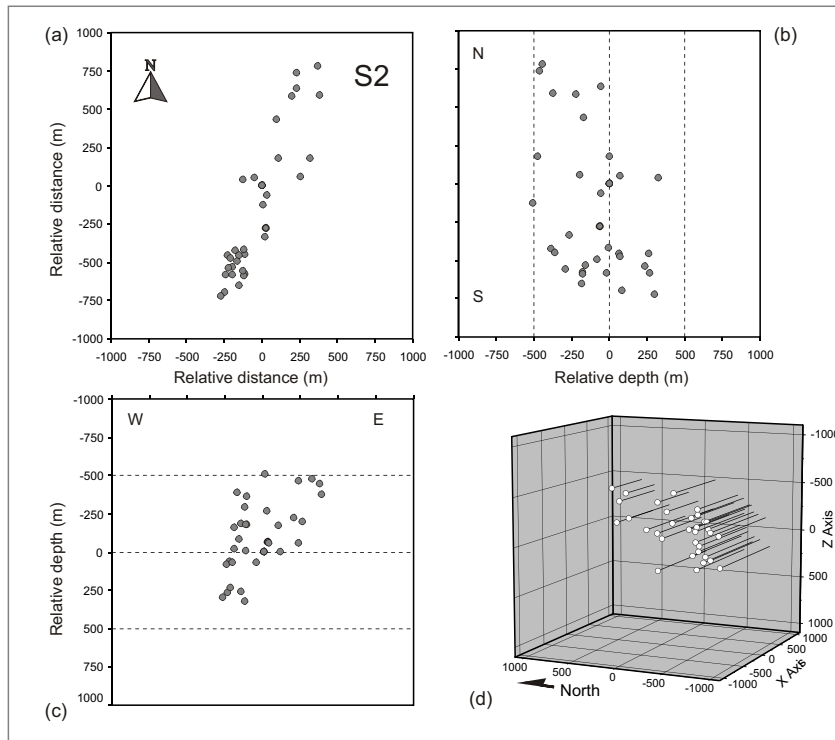 (a)
N
S2
1000
750
500
250
0
-250
-500
-750
-1000
-1000 -750 -500 -250 0 250 500 750 1000
Relative distance (m)
Relative distance (m)
(b)
N
S
-1000 -750 -500 -250 0 250 500 750 1000
Relative depth (m)
(c)
W E
-1000
-750
-500
-250
0
250
500
750
1000
Relative depth (m)
(d)
-1000
-500
0
500
1000
Z Axis
1000 500 0 -500 -1000
North
1000
500
0
-500
-1000
X Axis